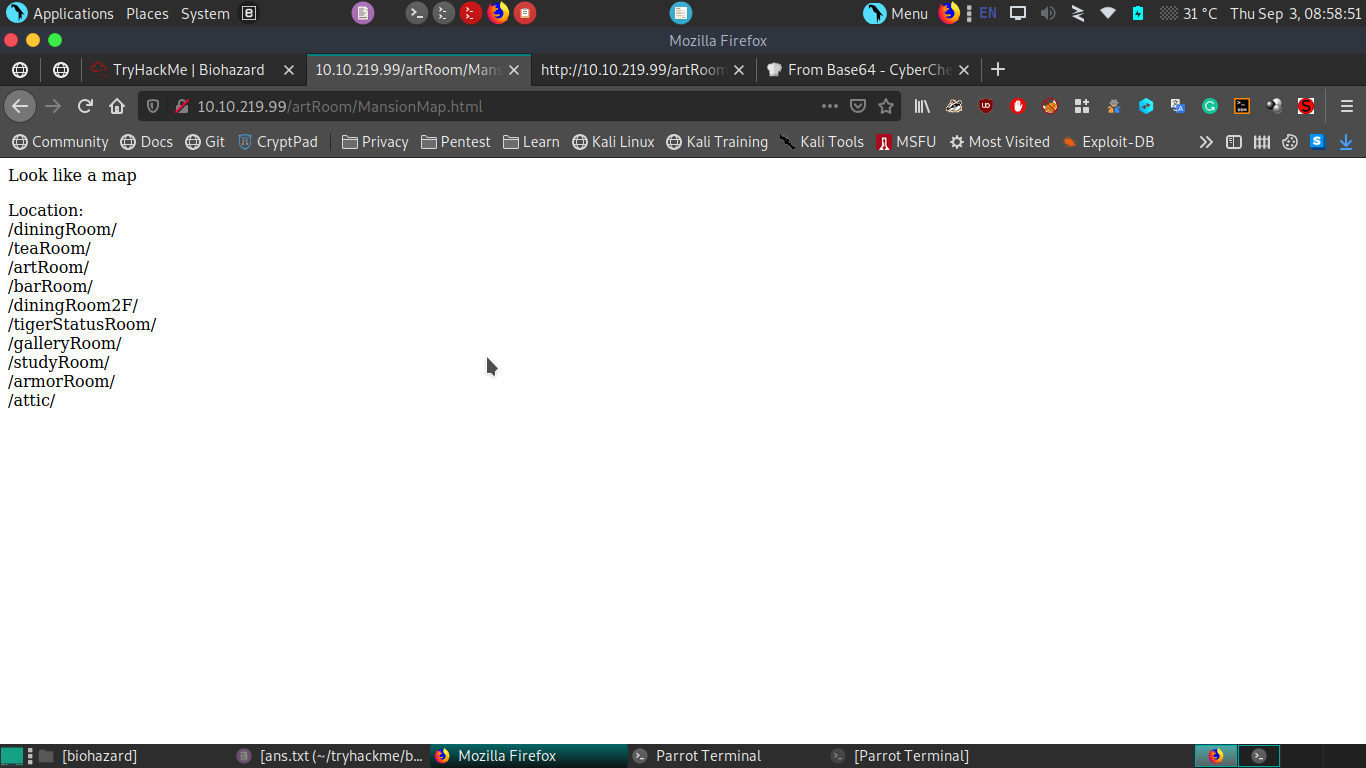 Applications Places System Menu EN 31 °C Thu Sep 3, 08:58:51
Mozilla Firefox
TryHackMe | Biohazard 10.10.219.99/artRoom/Mans http://10.10.219.99/artRoom From Base64 - CyberChe
10.10.219.99/artRoom/MansionMap.html
Community Docs Git CryptPad Privacy Pentest Learn Kali Linux Kali Training Kali Tools MSFU Most Visited Exploit-DB
Look like a map
Location:
/diningRoom/
/teaRoom/
/artRoom/
/barRoom/
/diningRoom2F/
/tigerStatusRoom/
/galleryRoom/
/studyRoom/
/armorRoom/
/attic/
[biohazard] [ans.txt (~/tryhackme/b... Mozilla Firefox Parrot Terminal [Parrot Terminal]